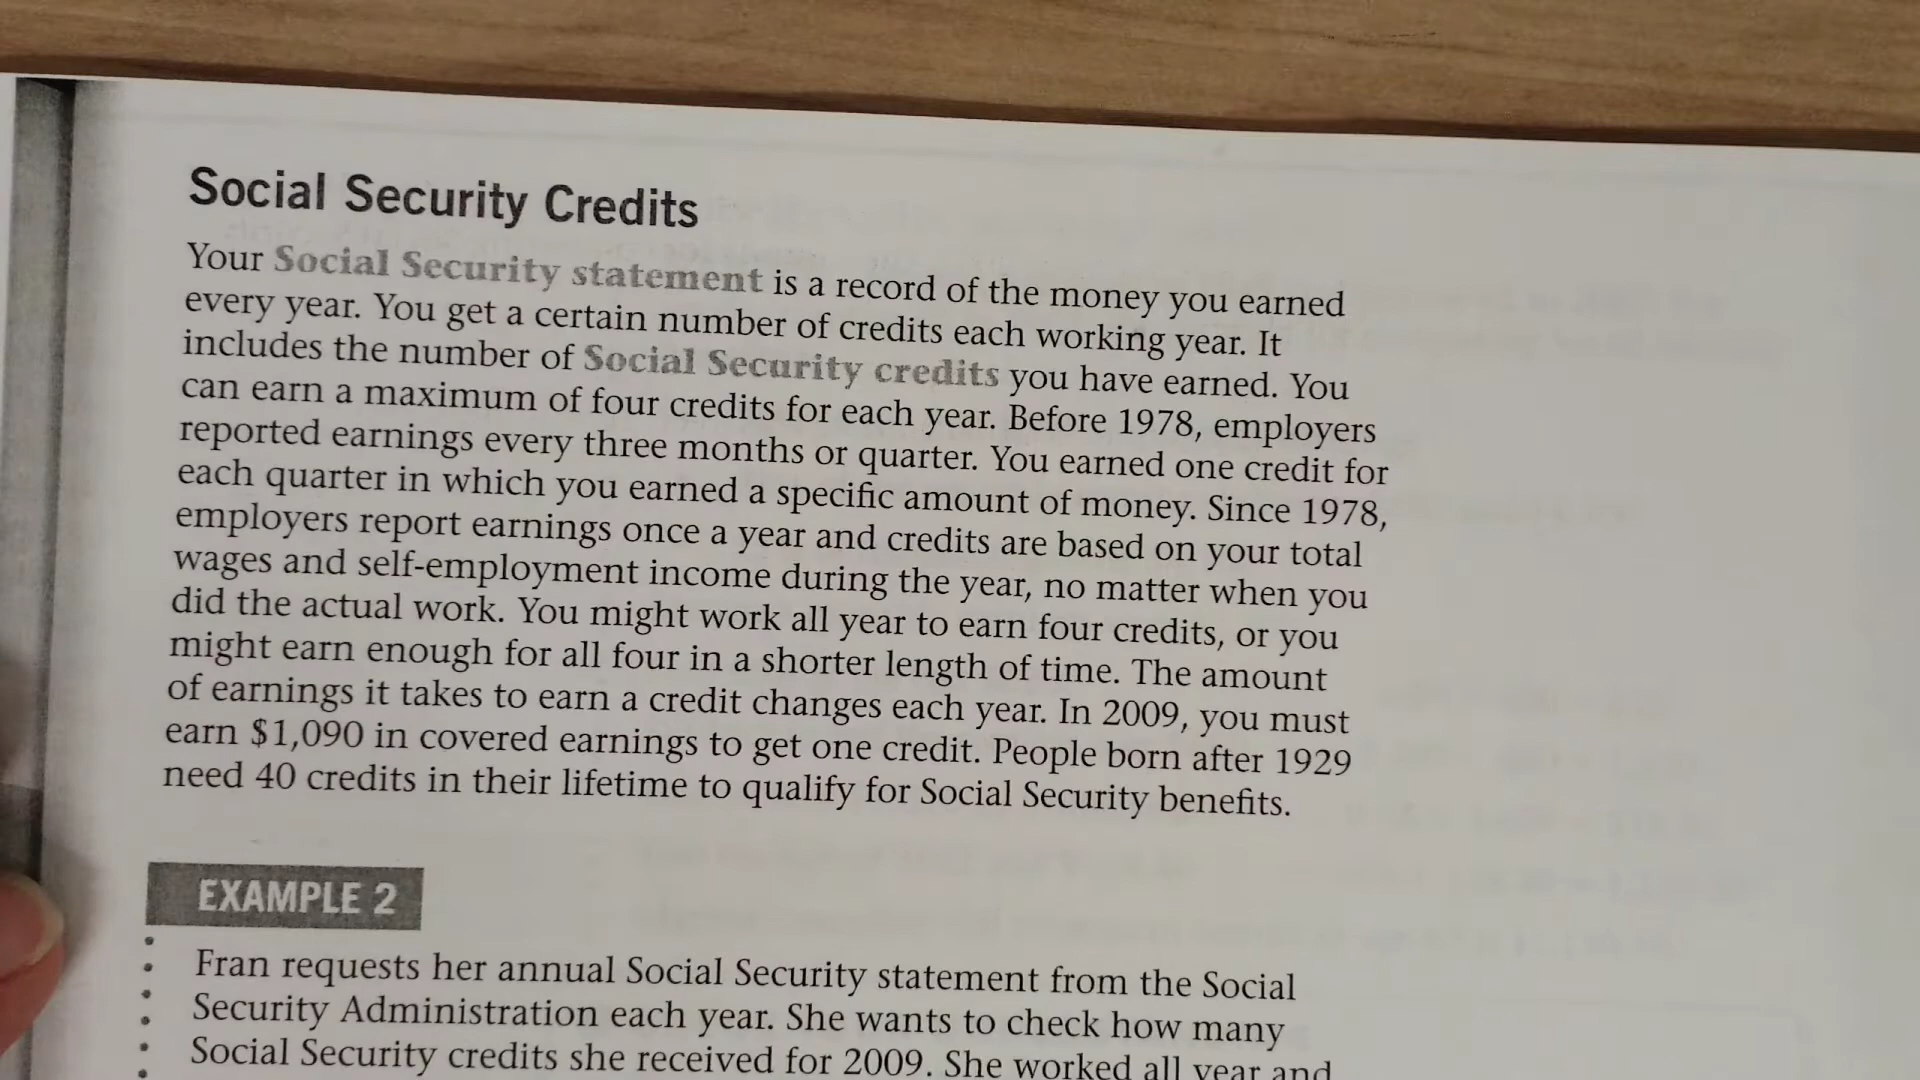 Social Security Credits
Your Social Security statement is a record of the money you earned
every year. You get a certain number of credits each working year. It
includes the number of Social Security credits you have earned. You
can earn a maximum of four credits for each year. Before 1978, employers
reported earnings every three months or quarter. You earned one credit for
each quarter in which you earned a specific amount of money. Since 1978,
employers report earnings once a year and credits are based on your total
wages and self-employment income during the year, no matter when you
did the actual work. You might work all year to earn four credits, or you
might earn enough for all four in a shorter length of time. The amount
of earnings it takes to earn a credit changes each year. In 2009, you must
earn $1,090 in covered earnings to get one credit. People born after 1929
need 40 credits in their lifetime to qualify for Social Security benefits.
EXAMPLE 2
Fran requests her annual Social Security statement from the Social
Security Administration each year. She wants to check how many
Social Security credits she received for 2009. She worked all year and